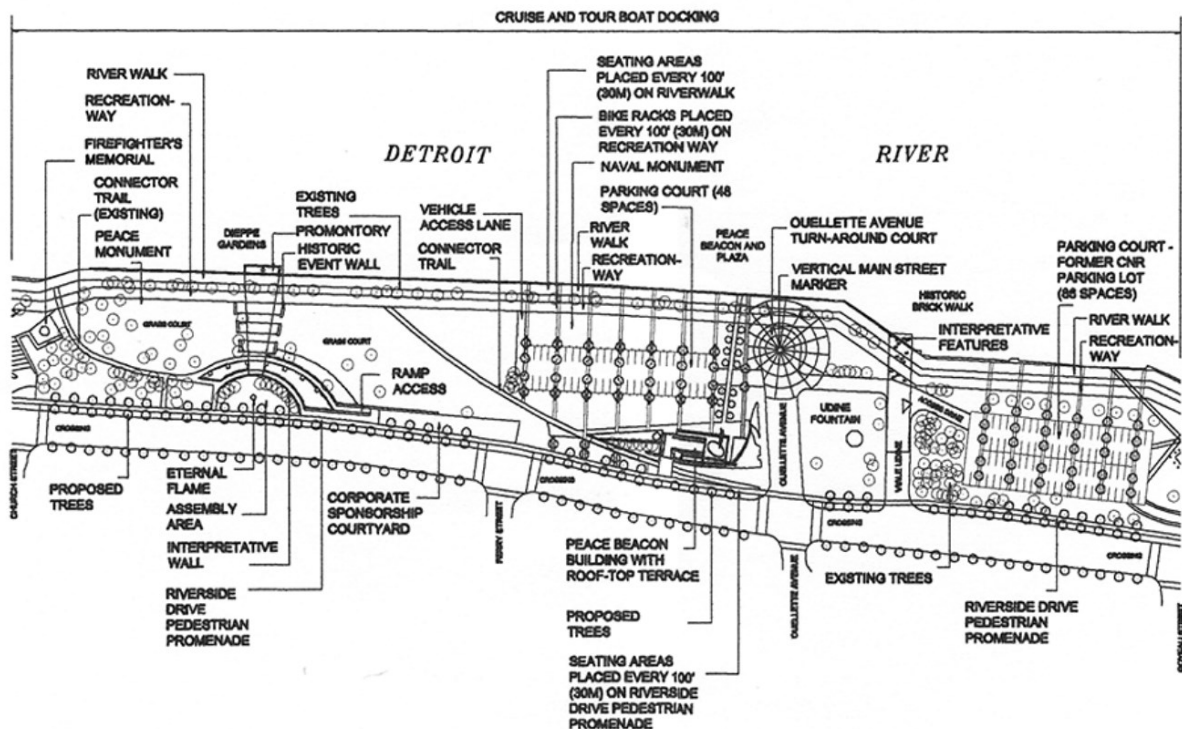 CRUISE AND TOUR BOAT DOCKING
RIVER WALK
RECREATION-
WAY
FIREFIGHTER'S
MEMORIAL
CONNECTOR
TRAIL
(EXISTING)
PEACE
MONUMENT
DIEPPE
GARDENS
EXISTING
TREES
PROMONTORY
HISTORIC
EVENT WALL
DETROIT
VEHICLE
ACCESS LANE
CONNECTOR
TRAIL
SEATING AREAS
PLACED EVERY 100'
(30M) ON RIVERWALK
BIKE RACKS PLACED
EVERY 100' (30M) ON
RECREATION WAY
NAVAL MONUMENT
PARKING COURT (48
SPACES)
RIVER
WALK
RECREATION-
WAY
PEACE
BEACON AND
PLAZA
RIVER
OUELLETTE AVENUE
TURN-AROUND COURT
VERTICAL MAIN STREET
MARKER
HISTORIC
BRICK WALK
INTERPRETATIVE
FEATURES
PARKING COURT -
FORMER CNR
PARKING LOT
(86 SPACES)
RIVER WALK
RECREATION-
WAY
GRASS COURT
GRASS COURT
RAMP
ACCESS
UDINE
FOUNTAIN
ACCESS DRIVE
OUELLETTE AVENUE
CHURCH STREET
CROSSING
PROPOSED
TREES
ETERNAL
FLAME
ASSEMBLY
AREA
INTERPRETATIVE
WALL
RIVERSIDE
DRIVE
PEDESTRIAN
PROMENADE
CORPORATE
SPONSORSHIP
COURTYARD
FERRY STREET
CROSSING
PEACE BEACON
BUILDING WITH
ROOF-TOP TERRACE
PROPOSED
TREES
SEATING AREAS
PLACED EVERY 100'
(30M) ON RIVERSIDE
DRIVE PEDESTRIAN
PROMENADE
OUELLETTE AVENUE
CROSSING
EXISTING TREES
RIVERSIDE DRIVE
PEDESTRIAN
PROMENADE
CROSSING